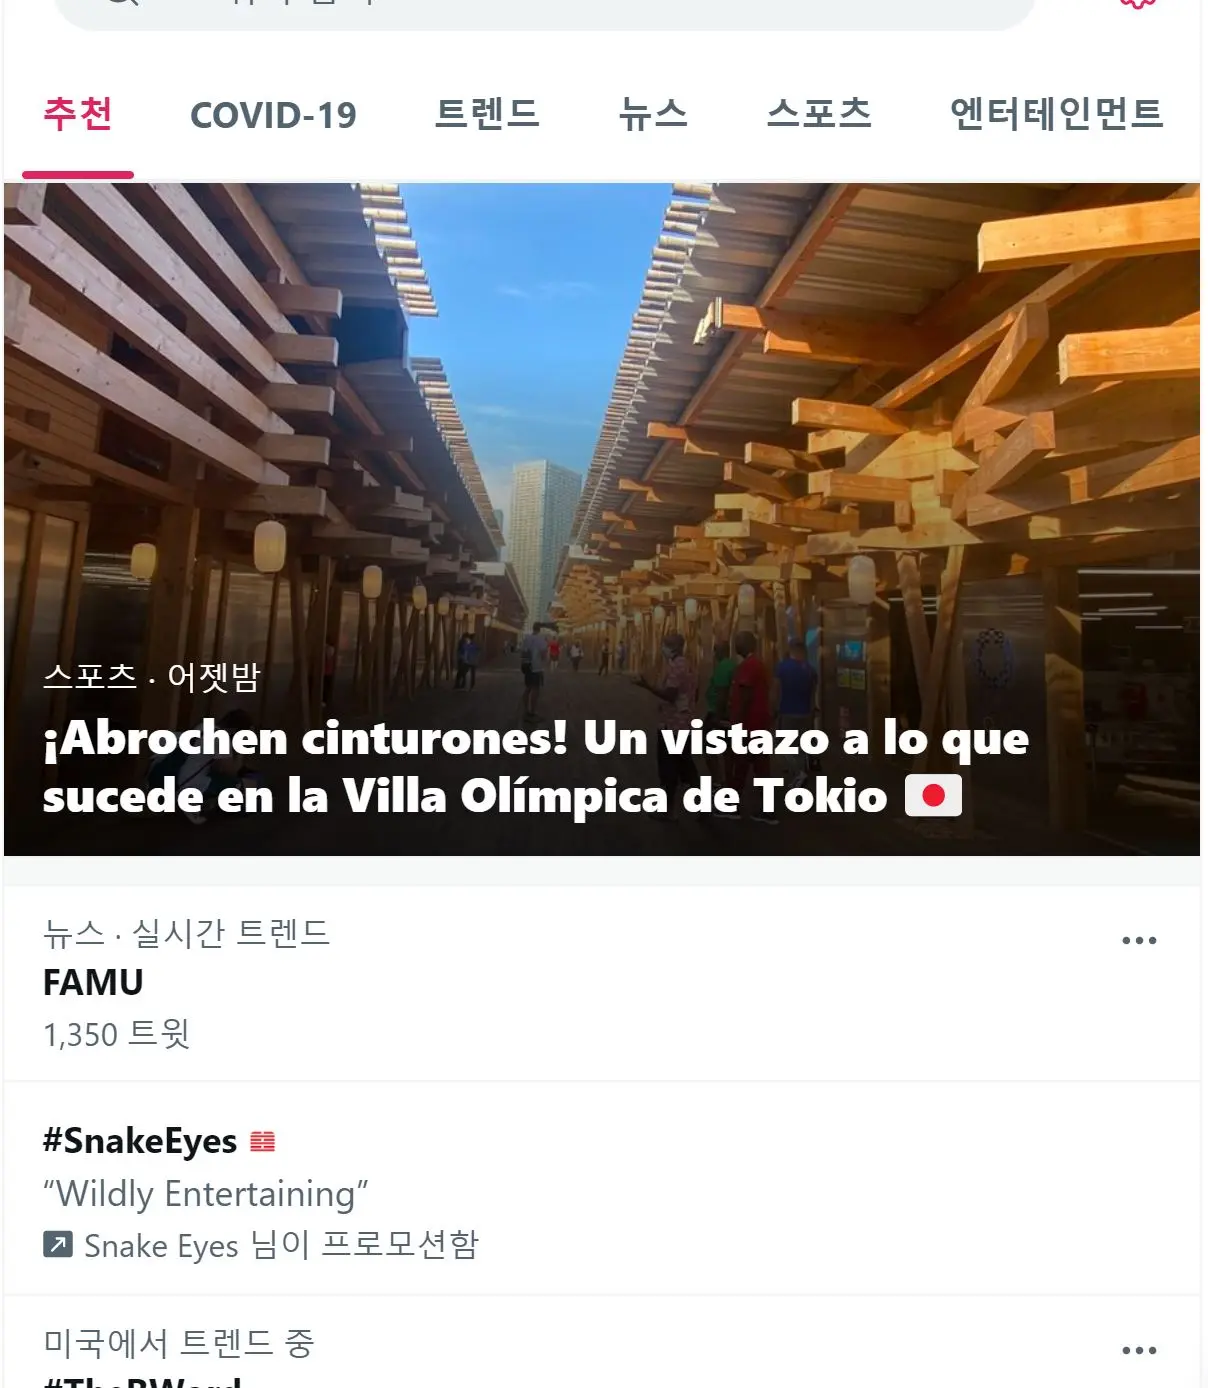 추천 COVID-19 트렌드 뉴스 스포츠 엔터테인먼트
스포츠 · 어젯밤
¡Abrochen cinturones! Un vistazo a lo que
sucede en la Villa Olímpica de Tokio 🇯🇵
뉴스 · 실시간 트렌드
FAMU
1,350 트윗
#SnakeEyes
“Wildly Entertaining”
Snake Eyes 님이 프로모션함
미국에서 트렌드 중
#TheBWord